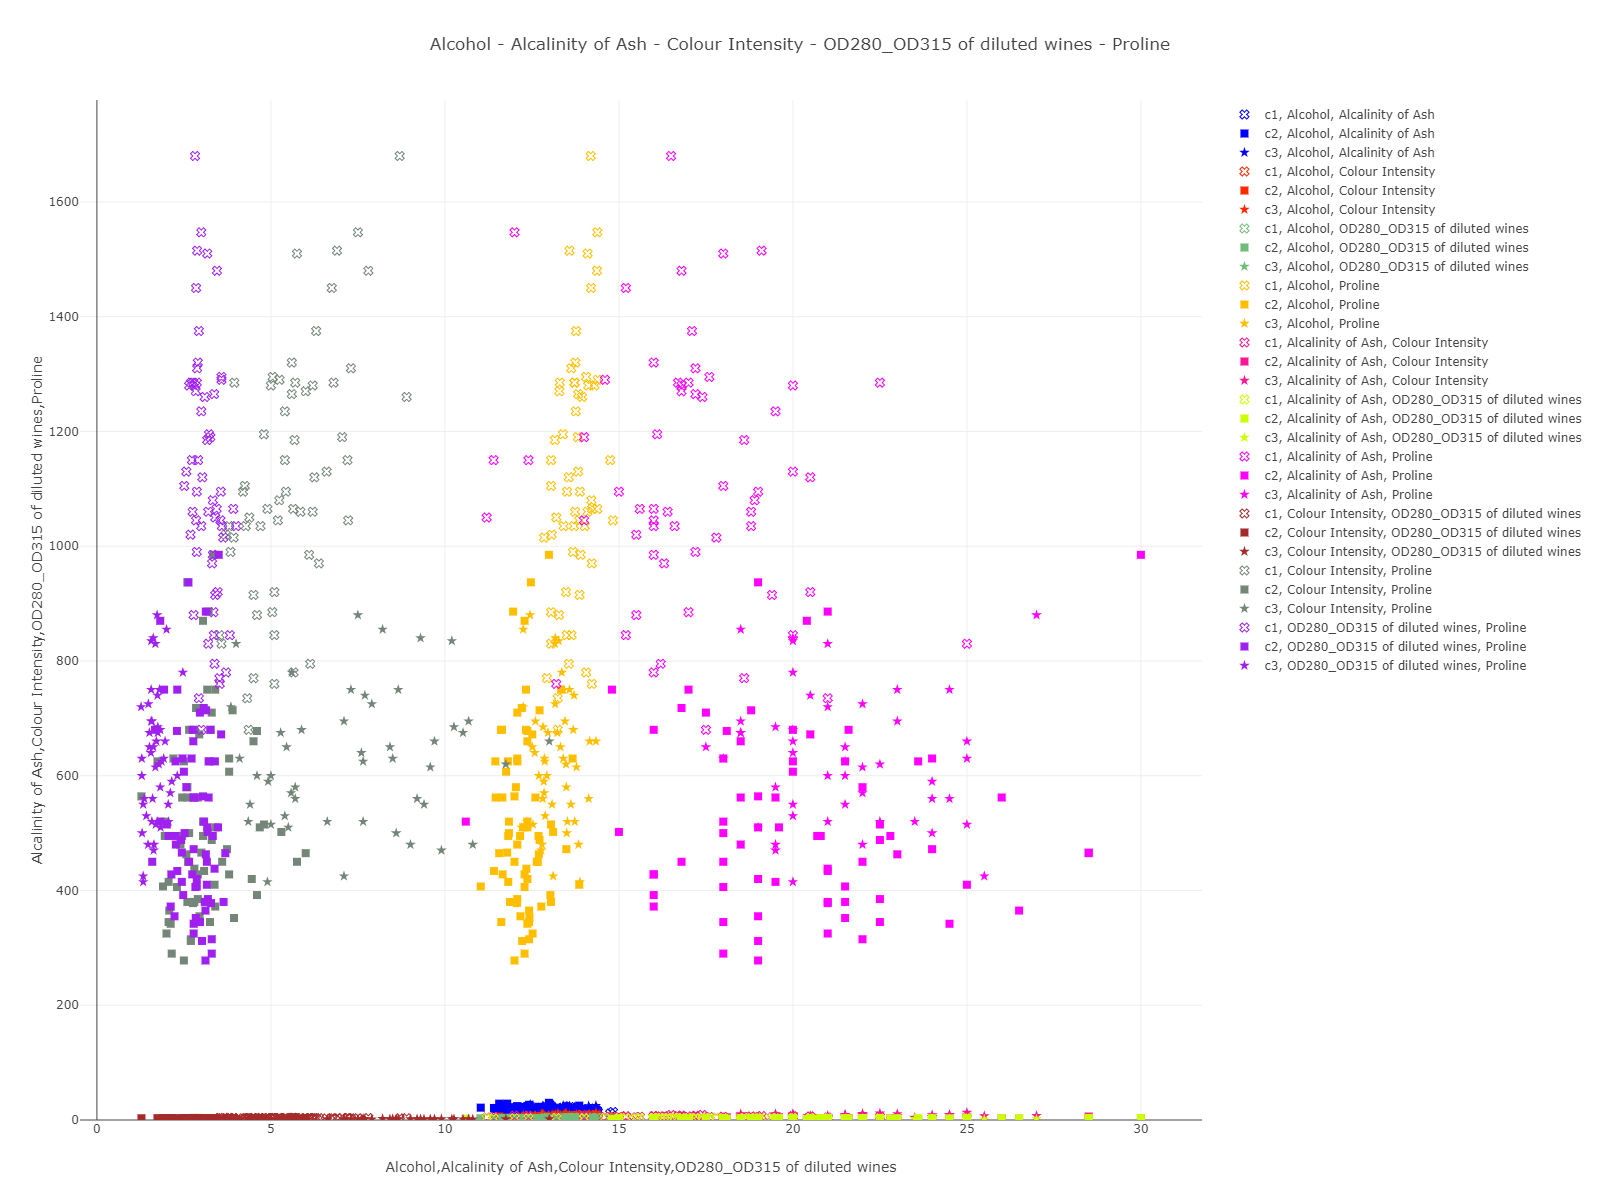 Alcohol - Alcalinity of Ash - Colour Intensity - OD280_OD315 of diluted wines - Proline
c1, Alcohol, Alcalinity of Ash
c2, Alcohol, Alcalinity of Ash
c3, Alcohol, Alcalinity of Ash
c1, Alcohol, Colour Intensity
c2, Alcohol, Colour Intensity
c3, Alcohol, Colour Intensity
c1, Alcohol, OD280_OD315 of diluted wines
c2, Alcohol, OD280_OD315 of diluted wines
c3, Alcohol, OD280_OD315 of diluted wines
c1, Alcohol, Proline
c2, Alcohol, Proline
c3, Alcohol, Proline
c1, Alcalinity of Ash, Colour Intensity
c2, Alcalinity of Ash, Colour Intensity
c3, Alcalinity of Ash, Colour Intensity
c1, Alcalinity of Ash, OD280_OD315 of diluted wines
c2, Alcalinity of Ash, OD280_OD315 of diluted wines
c3, Alcalinity of Ash, OD280_OD315 of diluted wines
c1, Alcalinity of Ash, Proline
c2, Alcalinity of Ash, Proline
c3, Alcalinity of Ash, Proline
c1, Colour Intensity, OD280_OD315 of diluted wines
c2, Colour Intensity, OD280_OD315 of diluted wines
c3, Colour Intensity, OD280_OD315 of diluted wines
c1, Colour Intensity, Proline
c2, Colour Intensity, Proline
c3, Colour Intensity, Proline
c1, OD280_OD315 of diluted wines, Proline
c2, OD280_OD315 of diluted wines, Proline
c3, OD280_OD315 of diluted wines, Proline
Alcalinity of Ash,Colour Intensity,OD280_OD315 of diluted wines,Proline
1600
1400
1200
1000
800
600
400
200
0
0 5 10 15 20 25 30
Alcohol,Alcalinity of Ash,Colour Intensity,OD280_OD315 of diluted wines